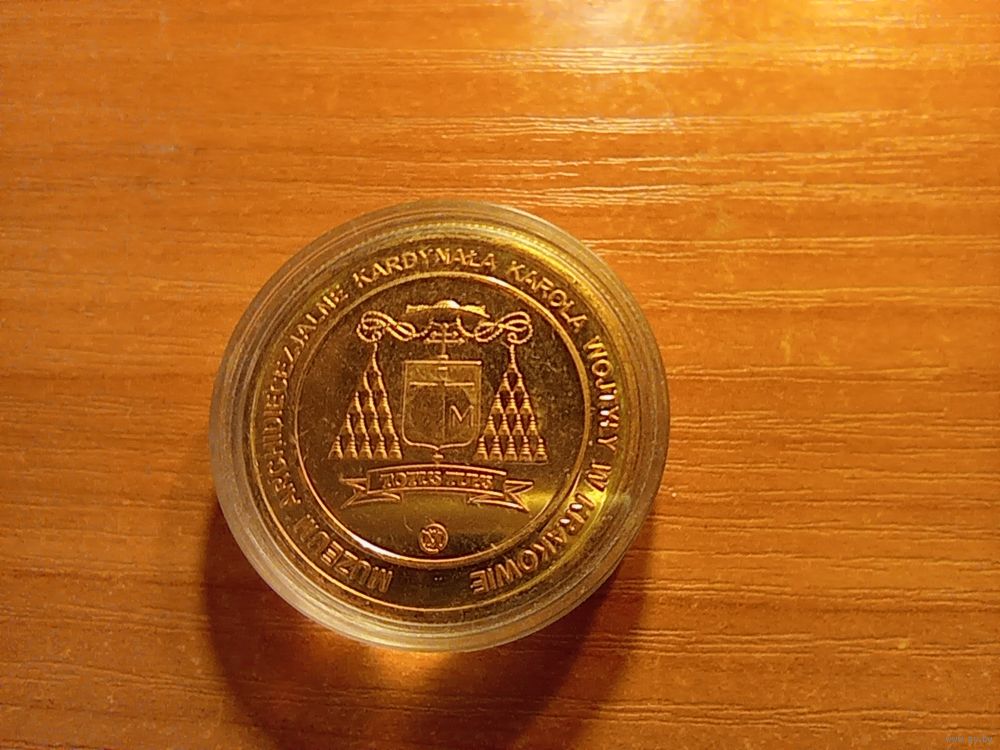 MUZEUM ARCHIDIECEZJALNE KARDYNAŁA KAROLA WOJTYŁY W KRAKOWIE
M
TOTUS TUUS